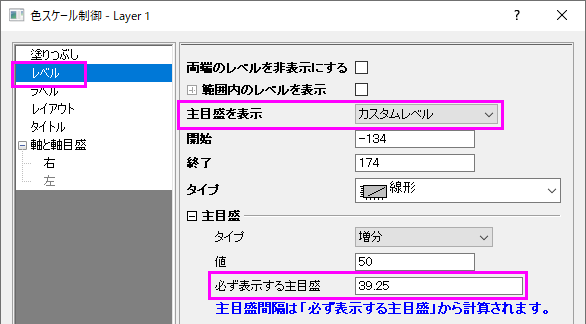 色スケール制御 - Layer 1
塗りつぶし
レベル
ラベル
レイアウト
タイトル
軸と軸目盛
右
左
両端のレベルを非表示にする
範囲内のレベルを表示
主目盛を表示 カスタムレベル
開始 -134
終了 174
タイプ 線形
主目盛
タイプ 増分
値 50
必ず表示する主目盛 39.25
主目盛間隔は「必ず表示する主目盛」から計算されます。